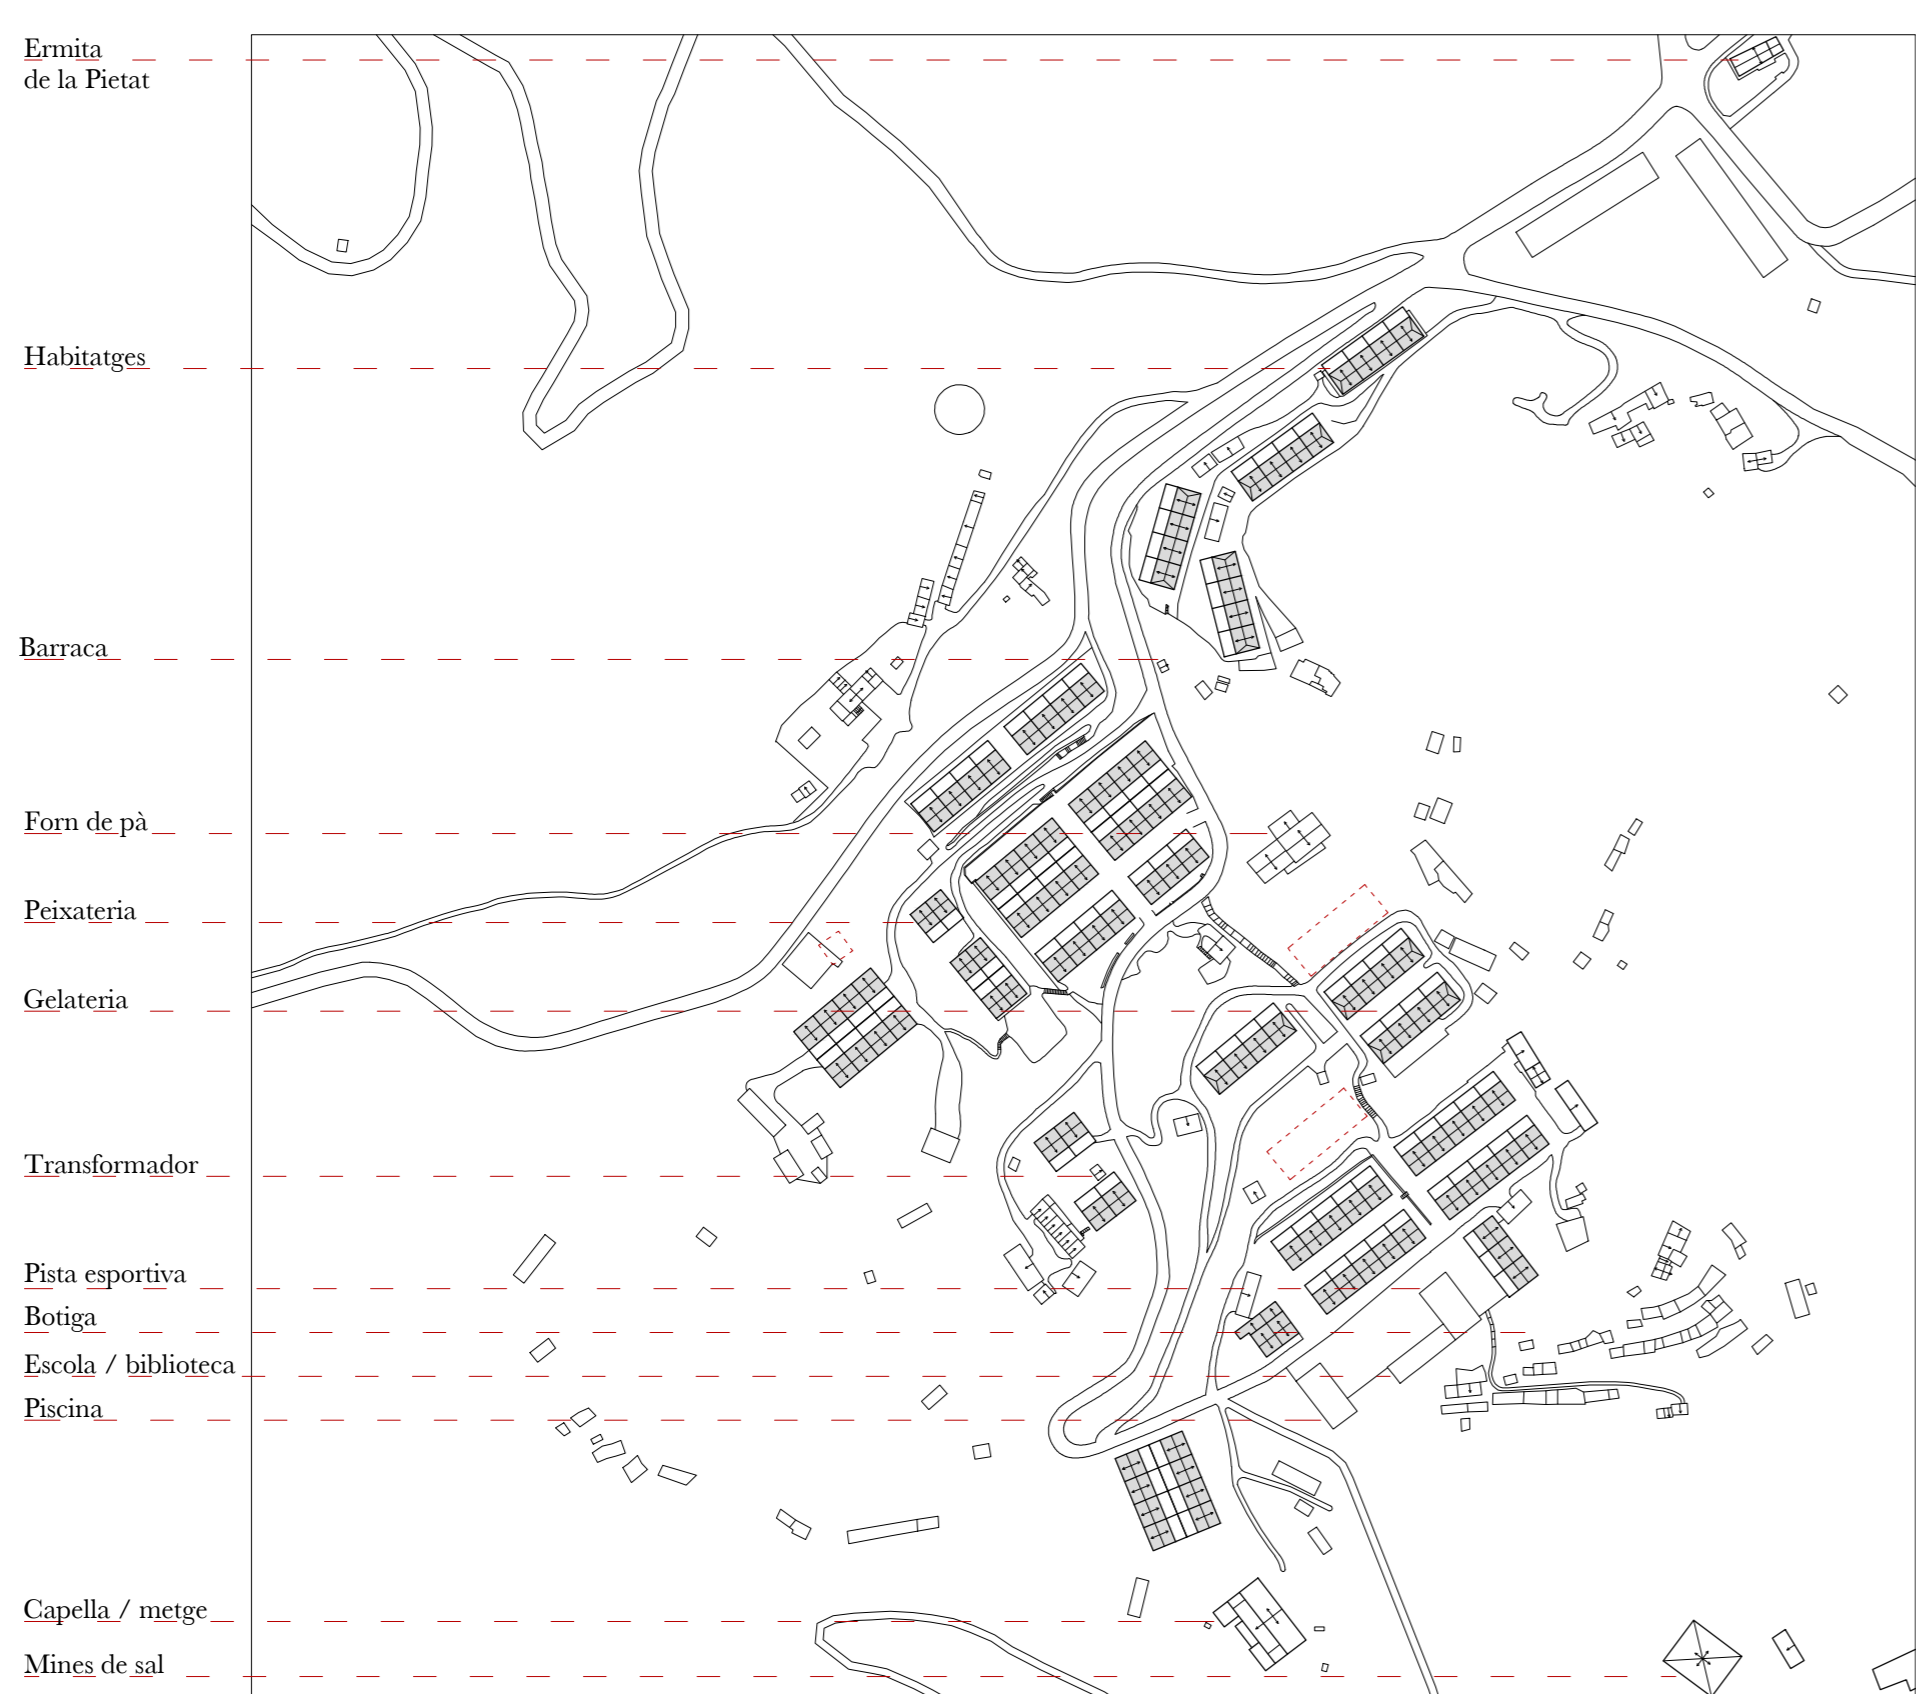 Ermita
de la Pietat
Habitatges
Barraca
Forn de pà
Peixateria
Gelateria
Transformador
Pista esportiva
Botiga
Escola / biblioteca
Piscina
Capella / metge
Mines de sal